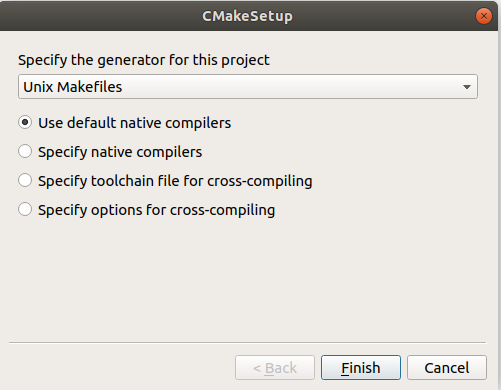 CMakeSetup
Specify the generator for this project
Unix Makefiles
Use default native compilers
Specify native compilers
Specify toolchain file for cross-compiling
Specify options for cross-compiling
< Back Finish Cancel